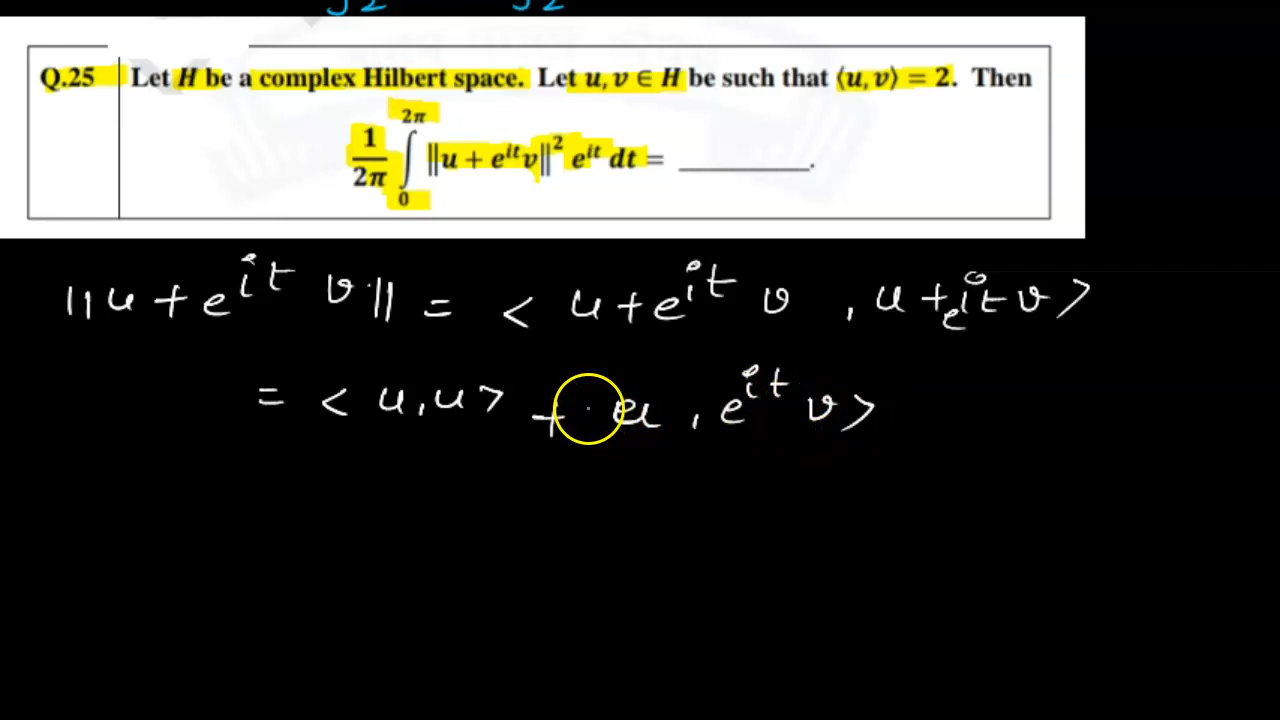 Q.25 Let H be a complex Hilbert space. Let u, v ∈ H be such that ⟨u, v⟩ = 2. Then
1/2π ∫₀^2π ‖u + e^it v‖² e^it dt = ________.
||u + e^it v|| = < u + e^it v , u + e^it v >
= < u , u > + u , e^it v >